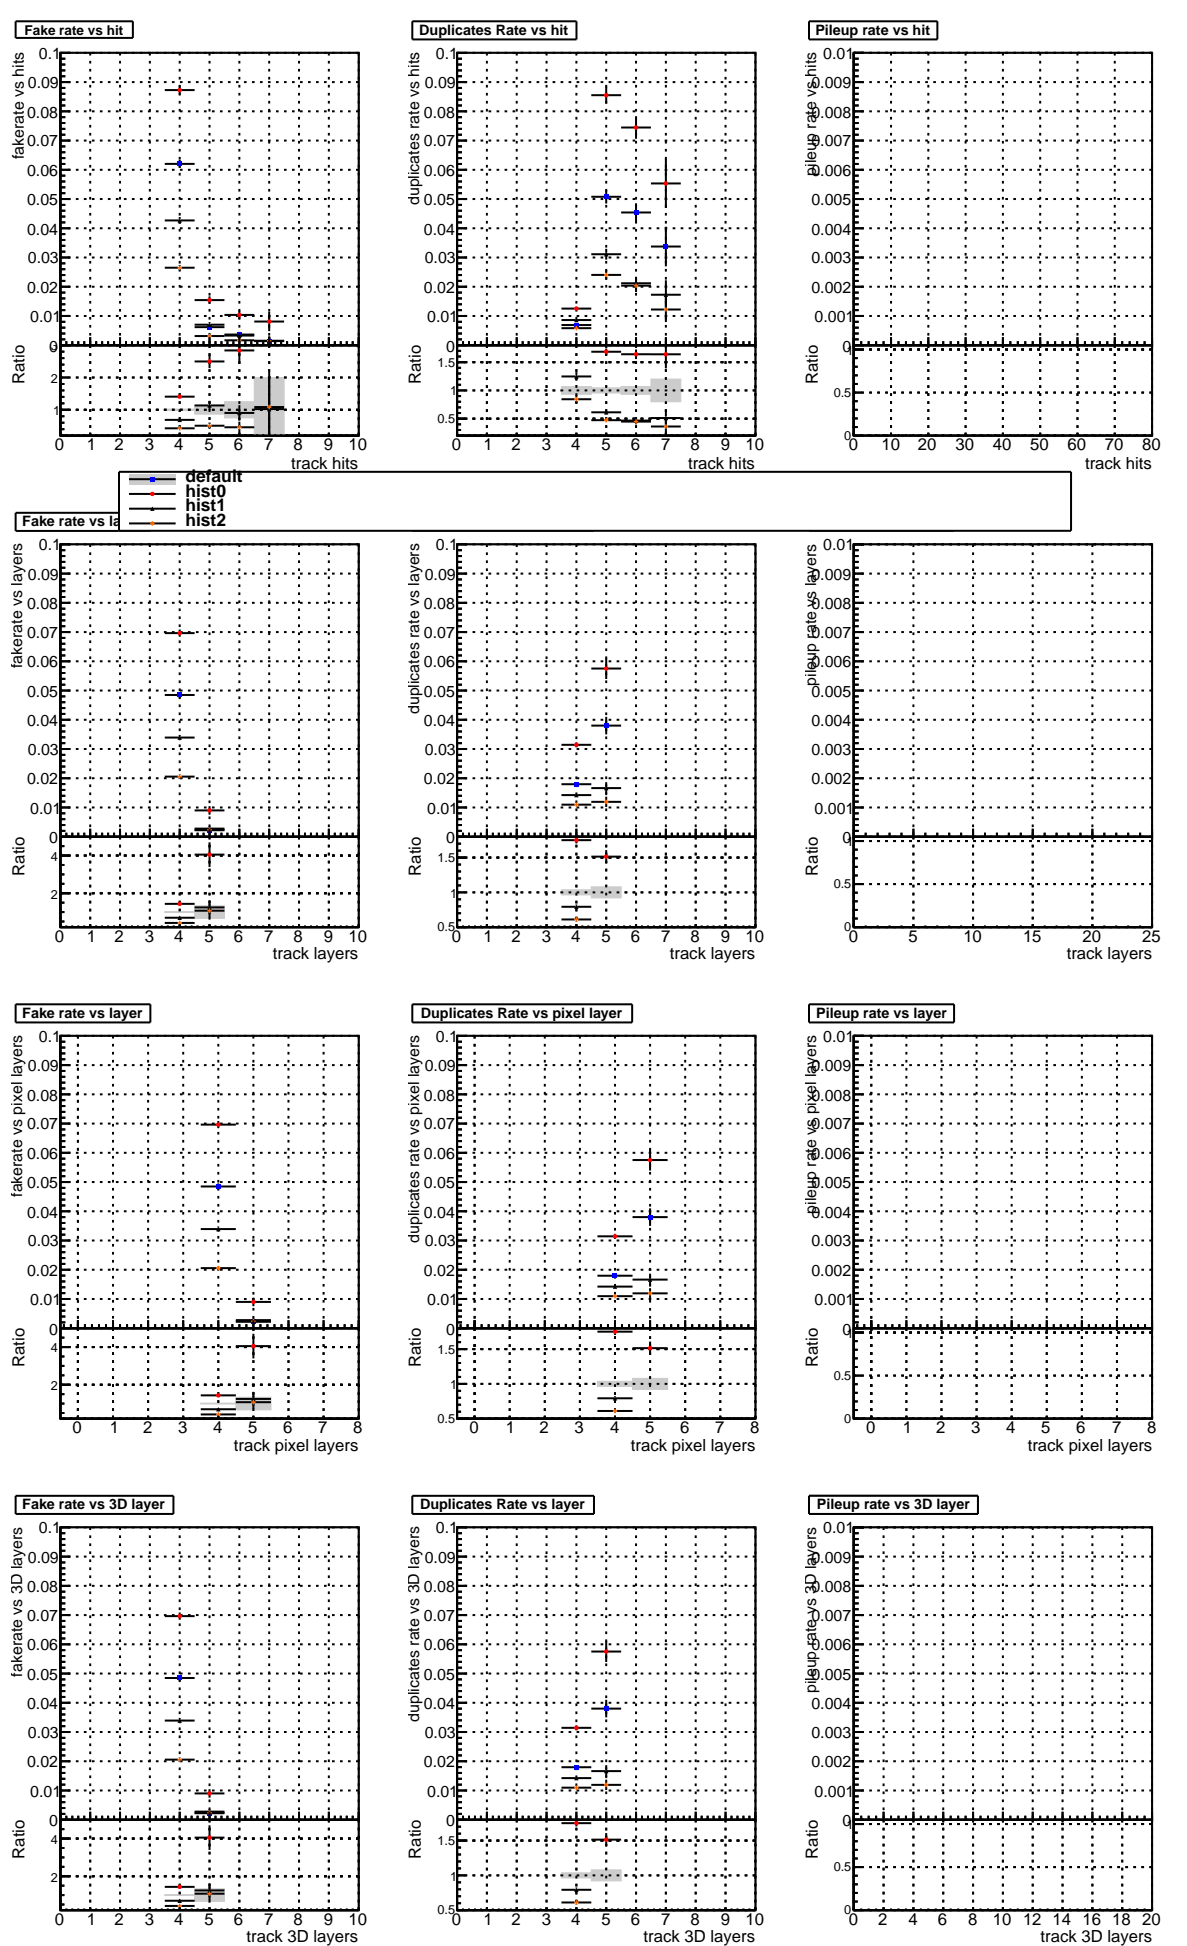 Fake rate vs hit
fakerate vs hits
0.1
0.09
0.08
0.07
0.06
0.05
0.04
0.03
0.02
0.01
Ratio
2
1
0 1 2 3 4 5 6 7 8 9 10
track hits
Duplicates Rate vs hit
duplicates rate vs hits
0.1
0.09
0.08
0.07
0.06
0.05
0.04
0.03
0.02
0.01
0
Ratio
1.5
1
0.5
0 1 2 3 4 5 6 7 8 9 10
track hits
Pileup rate vs hit
pileup rate vs hits
0.01
0.009
0.008
0.007
0.006
0.005
0.004
0.003
0.002
0.001
0
Ratio
1
0.5
0
0 10 20 30 40 50 60 70 80
track hits
default
hist0
hist1
hist2
Fake rate vs la
fakerate vs layers
0.1
0.09
0.08
0.07
0.06
0.05
0.04
0.03
0.02
0.01
0
Ratio
4
2
0 1 2 3 4 5 6 7 8 9 10
track layers
duplicates rate vs layers
0.1
0.09
0.08
0.07
0.06
0.05
0.04
0.03
0.02
0.01
0
Ratio
1.5
1
0.5
0 1 2 3 4 5 6 7 8 9 10
track layers
pileup rate vs layers
0.01
0.009
0.008
0.007
0.006
0.005
0.004
0.003
0.002
0.001
0
Ratio
1
0.5
0
0 5 10 15 20 25
track layers
Fake rate vs layer
fakerate vs pixel layers
0.1
0.09
0.08
0.07
0.06
0.05
0.04
0.03
0.02
0.01
0
Ratio
4
2
0 1 2 3 4 5 6 7 8
track pixel layers
Duplicates Rate vs pixel layer
duplicates rate vs pixel layers
0.1
0.09
0.08
0.07
0.06
0.05
0.04
0.03
0.02
0.01
0
Ratio
1.5
1
0.5
0 1 2 3 4 5 6 7 8
track pixel layers
Pileup rate vs layer
pileup rate vs pixel layers
0.01
0.009
0.008
0.007
0.006
0.005
0.004
0.003
0.002
0.001
0
Ratio
1
0.5
0
0 1 2 3 4 5 6 7 8
track pixel layers
Fake rate vs 3D layer
fakerate vs 3D layers
0.1
0.09
0.08
0.07
0.06
0.05
0.04
0.03
0.02
0.01
0
Ratio
4
2
0 1 2 3 4 5 6 7 8 9 10
track 3D layers
Duplicates Rate vs layer
duplicates rate vs 3D layers
0.1
0.09
0.08
0.07
0.06
0.05
0.04
0.03
0.02
0.01
0
Ratio
1.5
1
0.5
0 1 2 3 4 5 6 7 8 9 10
track 3D layers
Pileup rate vs 3D layer
pileup rate vs 3D layers
0.01
0.009
0.008
0.007
0.006
0.005
0.004
0.003
0.002
0.001
0
Ratio
1
0.5
0
0 2 4 6 8 10 12 14 16 18 20
track 3D layers